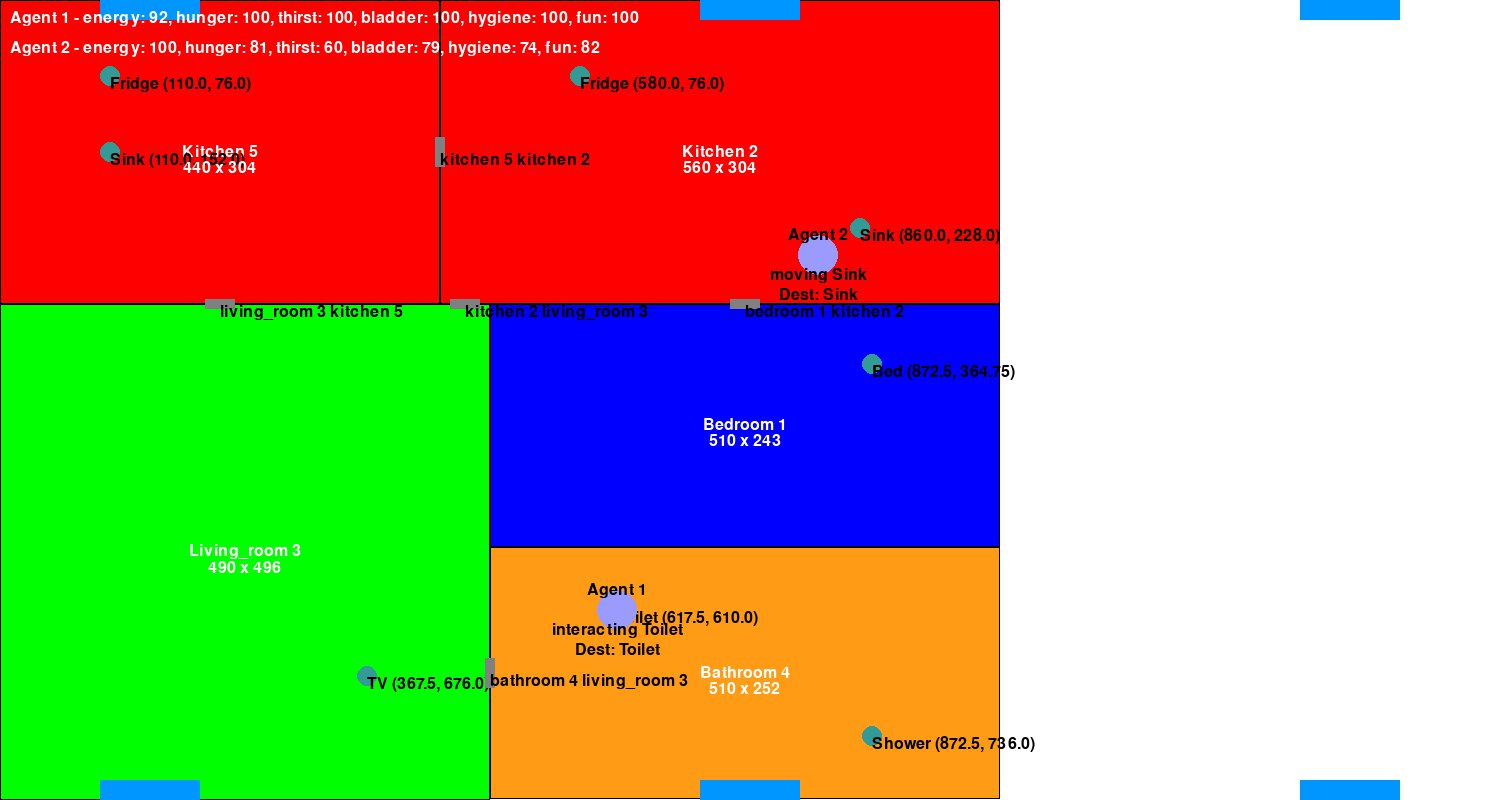 Agent 1 - energy: 92, hunger: 100, thirst: 100, bladder: 100, hygiene: 100, fun: 100
Agent 2 - energy: 100, hunger: 81, thirst: 60, bladder: 79, hygiene: 74, fun: 82
Fridge (110.0, 76.0)
Fridge (580.0, 76.0)
Sink (110.0, 152.0)
Kitchen 5
440 x 304
kitchen 5 kitchen 2
Kitchen 2
560 x 304
Agent 2
Sink (860.0, 228.0)
moving Sink
Dest: Sink
living_room 3 kitchen 5
kitchen 2 living_room 3
bedroom 1 kitchen 2
Bed (872.5, 364.75)
Bedroom 1
510 x 243
Living_room 3
490 x 496
Agent 1
ilet (617.5, 610.0)
interacting Toilet
Dest: Toilet
TV (367.5, 676.0)
bathroom 4 living_room 3
Bathroom 4
510 x 252
Shower (872.5, 736.0)